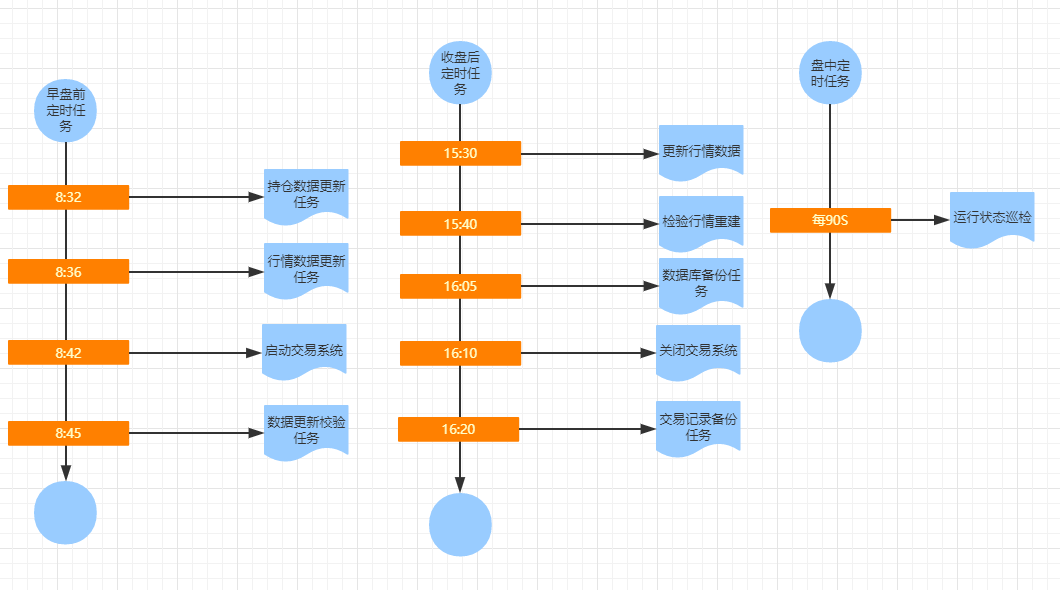 早盘前
定时任
务
8:32
持仓数据更新
任务
8:36
行情数据更新
任务
8:42
启动交易系统
8:45
数据更新校验
任务
收盘后
定时任
务
15:30
更新行情数据
15:40
检验行情重建
16:05
数据库备份任
务
16:10
关闭交易系统
16:20
交易记录备份
任务
盘中定
时任务
每90S
运行状态巡检